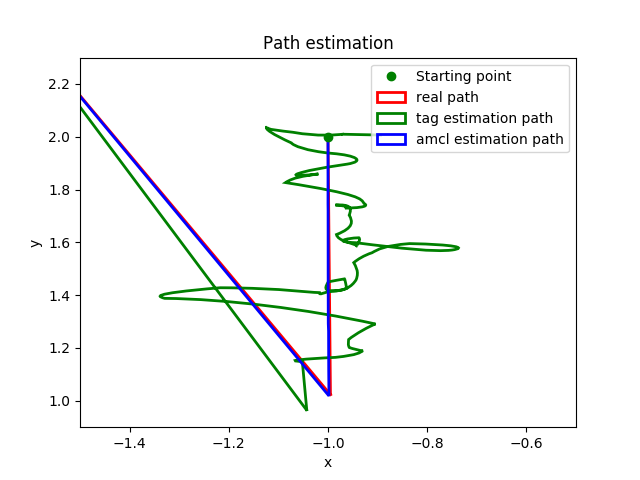 Path estimation
Starting point
real path
tag estimation path
amcl estimation path
2.2
2.0
1.8
1.6
1.4
1.2
1.0
y
−1.4
−1.2
−1.0
−0.8
−0.6
x